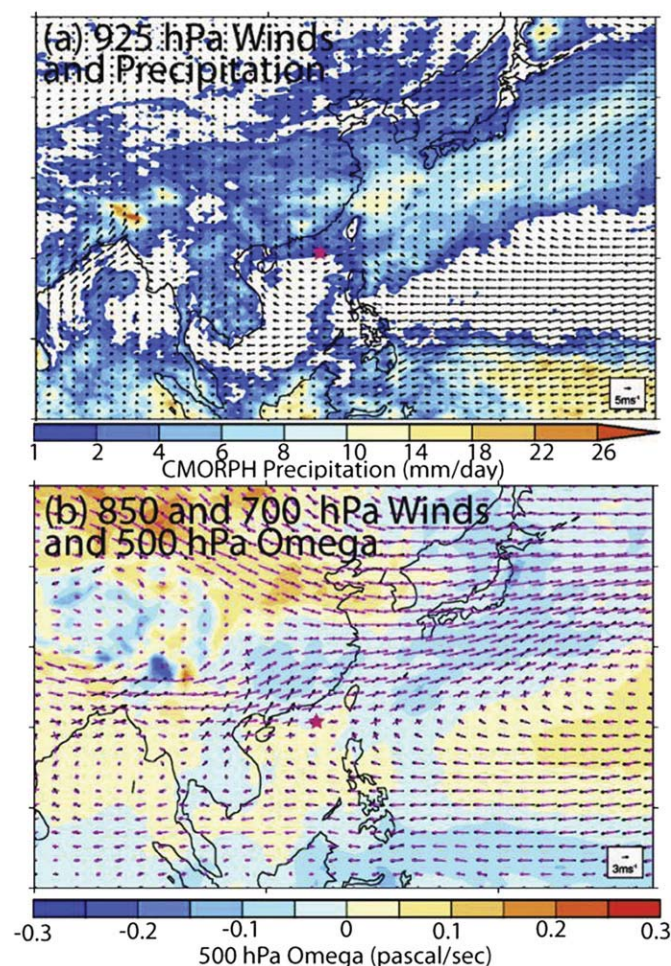 (a) 925 hPa Winds
and Precipitation
5ms⁻¹
1 2 4 6 8 10 14 18 22 26
CMORPH Precipitation (mm/day)
(b) 850 and 700 hPa Winds
and 500 hPa Omega
3ms⁻¹
-0.3 -0.2 -0.1 0 0.1 0.2 0.3
500 hPa Omega (pascal/sec)